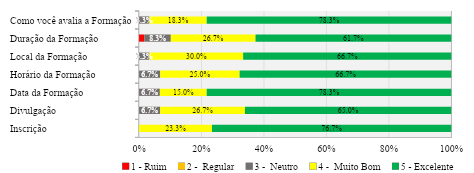 Como você avalia a Formação 3.3% 18.3% 78.3%
Duração da Formação 8.3% 26.7% 61.7%
Local da Formação 3.3% 30.0% 66.7%
Horário da Formação 6.7% 25.0% 66.7%
Data da Formação 6.7% 15.0% 78.3%
Divulgação 6.7% 26.7% 65.0%
Inscrição 23.3% 76.7%
0% 20% 40% 60% 80% 100%
1 - Ruim 2 - Regular 3 - Neutro 4 - Muito Bom 5 - Excelente